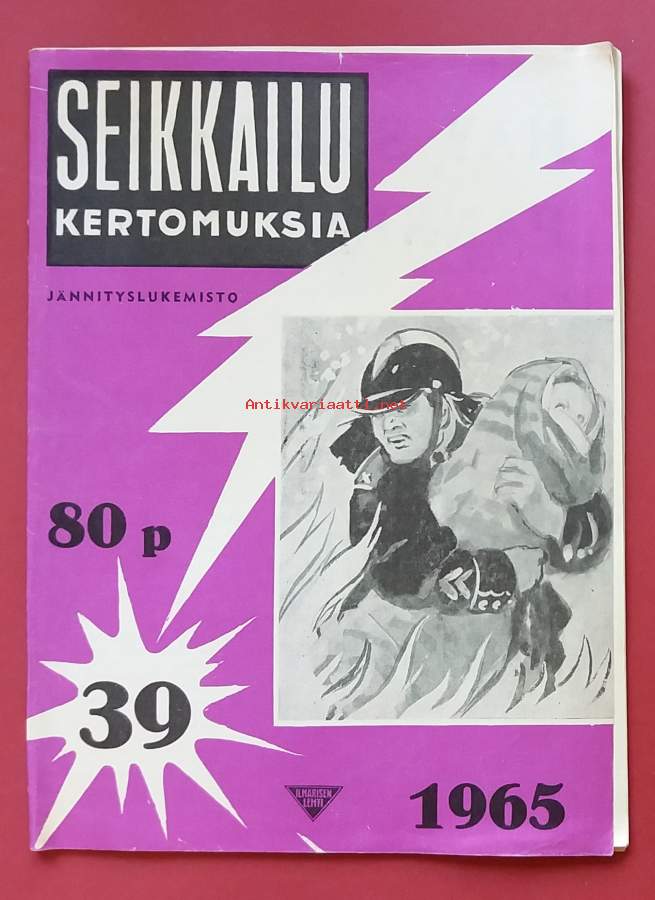 SEIKKAILU
KERTOMUKSIA
JÄNNITYSLUKEMISTO
Antikvariaatti.net
80 p
39
ILMARISEN
LEHTI
1965